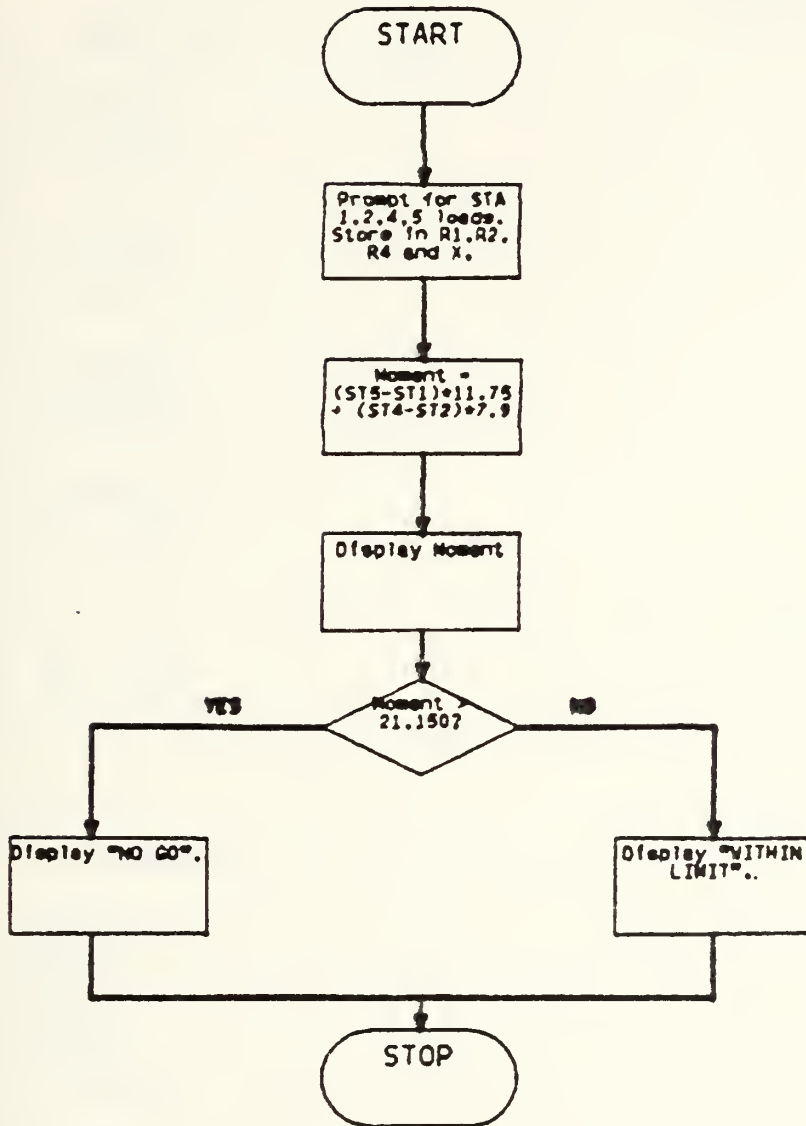 START
Prompt for STA
1,2,4,5 loads.
Store in R1,R2,
R4 and X.
Moment =
(ST5-ST1)*11.75
+ (ST4-ST2)*7.9
Display Moment
YES
Moment >
21,150?
NO
Display "NO GO".
Display "WITHIN
LIMIT".
STOP